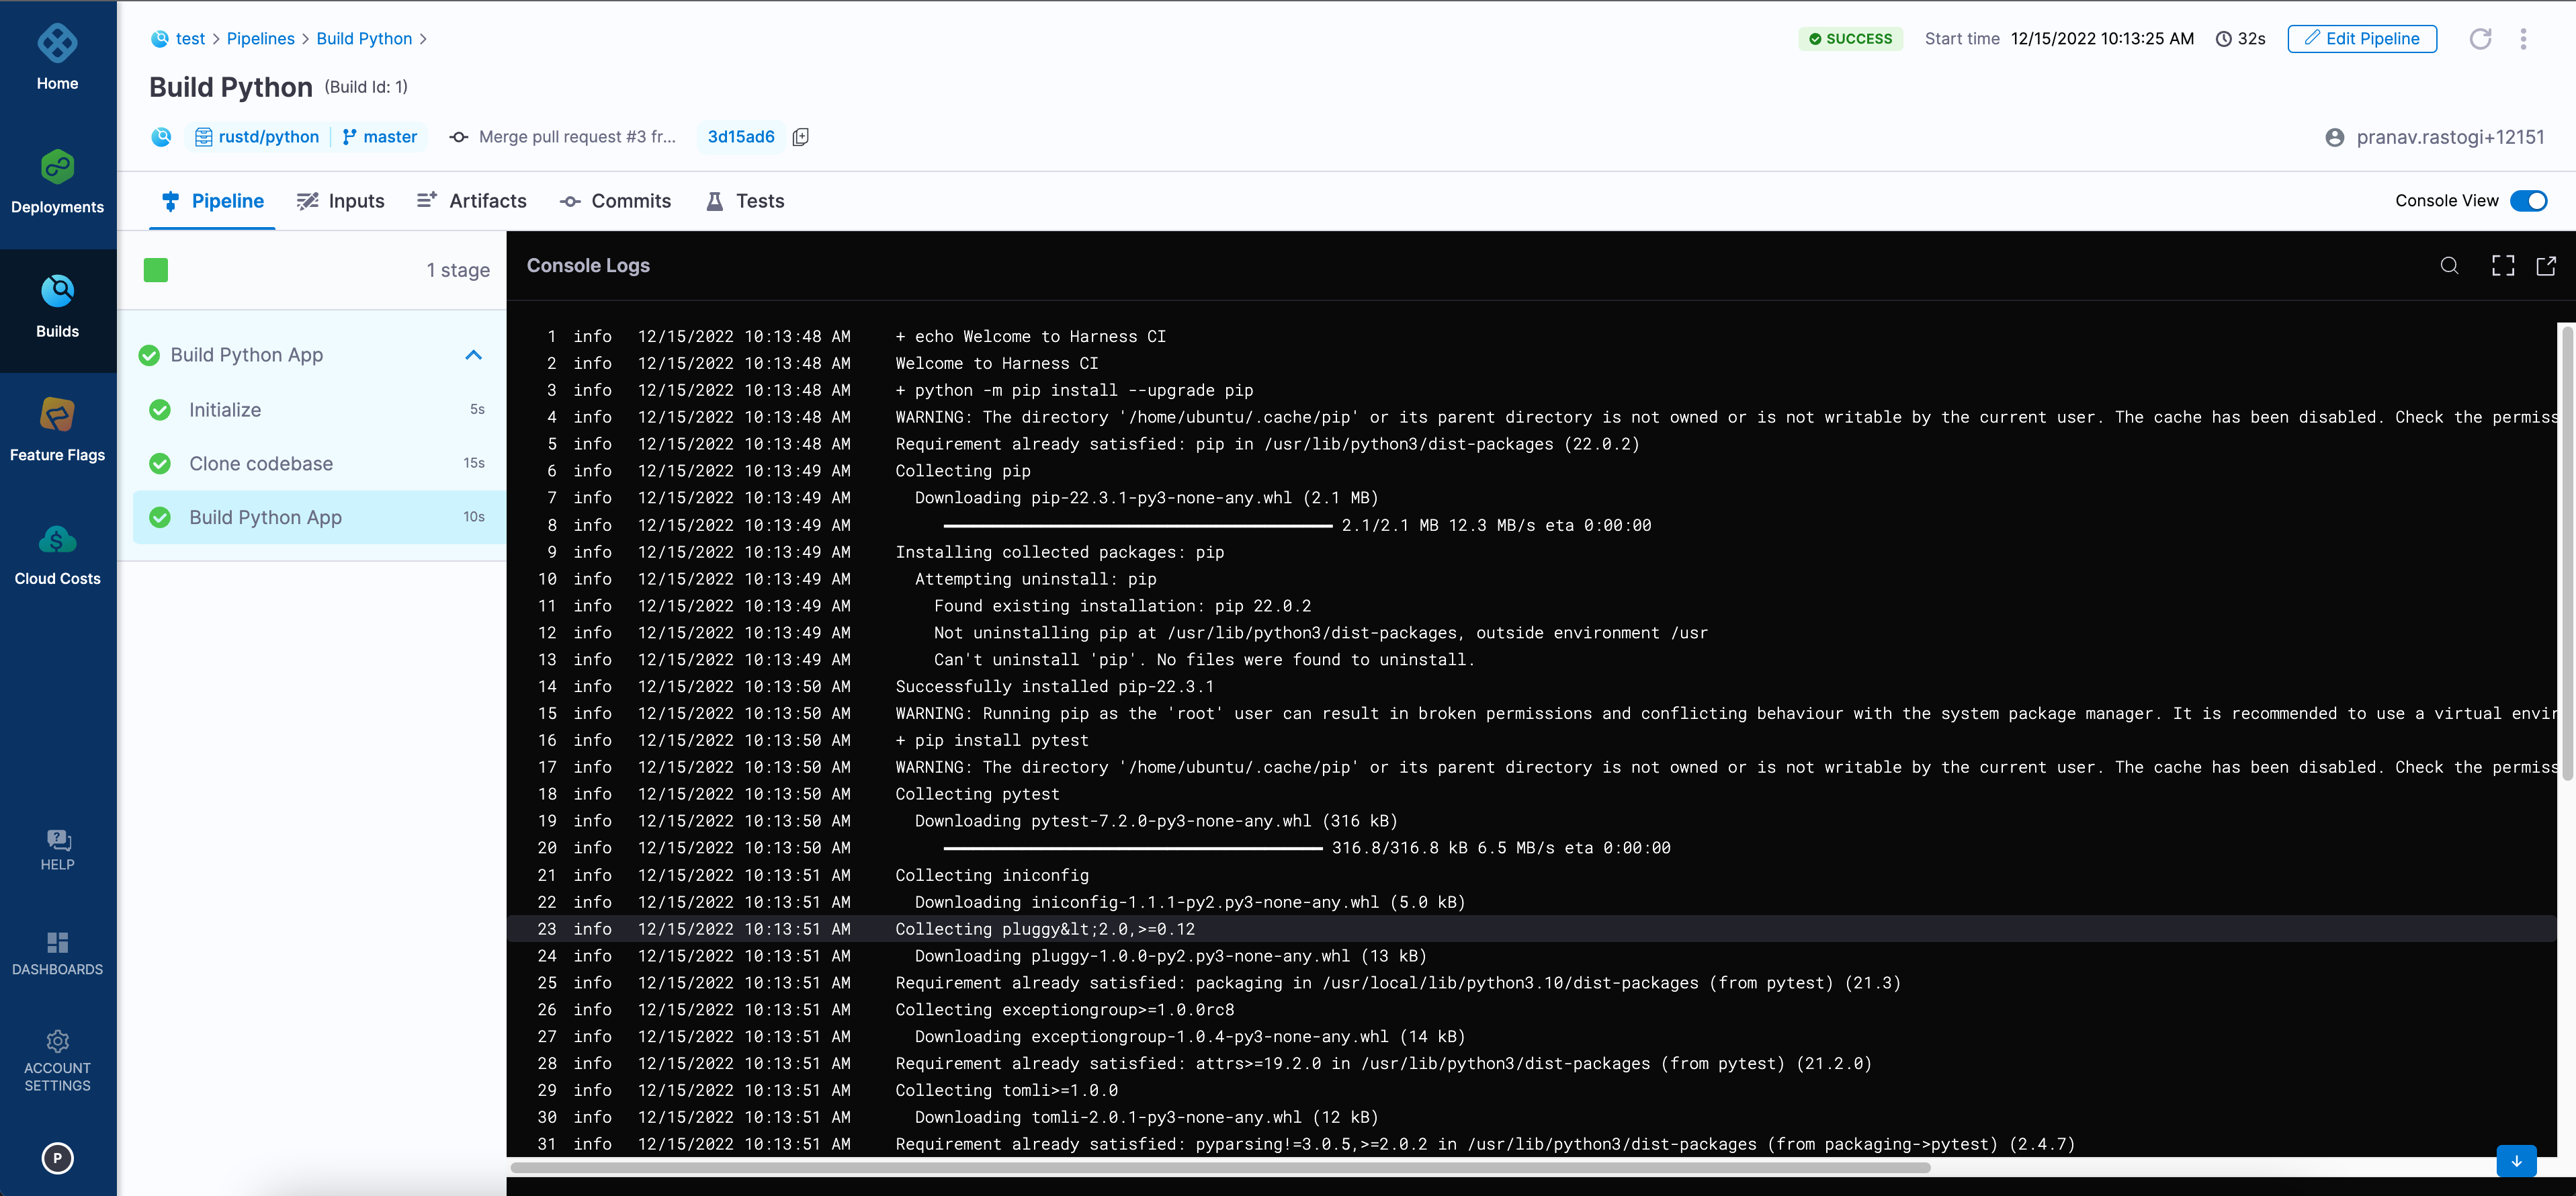 Home
Deployments
Builds
Feature Flags
Cloud Costs
HELP
DASHBOARDS
ACCOUNT
SETTINGS
P
test > Pipelines > Build Python >
SUCCESS Start time 12/15/2022 10:13:25 AM 32s Edit Pipeline
Build Python (Build Id: 1)
rustd/python master Merge pull request #3 fr... 3d15ad6 pranav.rastogi+12151
Pipeline Inputs Artifacts Commits Tests Console View
1 stage
Build Python App
Initialize 5s
Clone codebase 15s
Build Python App 10s
Console Logs
1 info 12/15/2022 10:13:48 AM + echo Welcome to Harness CI
2 info 12/15/2022 10:13:48 AM Welcome to Harness CI
3 info 12/15/2022 10:13:48 AM + python -m pip install --upgrade pip
4 info 12/15/2022 10:13:48 AM WARNING: The directory '/home/ubuntu/.cache/pip' or its parent directory is not owned or is not writable by the current user. The cache has been disabled. Check the permiss
5 info 12/15/2022 10:13:48 AM Requirement already satisfied: pip in /usr/lib/python3/dist-packages (22.0.2)
6 info 12/15/2022 10:13:49 AM Collecting pip
7 info 12/15/2022 10:13:49 AM Downloading pip-22.3.1-py3-none-any.whl (2.1 MB)
8 info 12/15/2022 10:13:49 AM 2.1/2.1 MB 12.3 MB/s eta 0:00:00
9 info 12/15/2022 10:13:49 AM Installing collected packages: pip
10 info 12/15/2022 10:13:49 AM Attempting uninstall: pip
11 info 12/15/2022 10:13:49 AM Found existing installation: pip 22.0.2
12 info 12/15/2022 10:13:49 AM Not uninstalling pip at /usr/lib/python3/dist-packages, outside environment /usr
13 info 12/15/2022 10:13:49 AM Can't uninstall 'pip'. No files were found to uninstall.
14 info 12/15/2022 10:13:50 AM Successfully installed pip-22.3.1
15 info 12/15/2022 10:13:50 AM WARNING: Running pip as the 'root' user can result in broken permissions and conflicting behaviour with the system package manager. It is recommended to use a virtual envir
16 info 12/15/2022 10:13:50 AM + pip install pytest
17 info 12/15/2022 10:13:50 AM WARNING: The directory '/home/ubuntu/.cache/pip' or its parent directory is not owned or is not writable by the current user. The cache has been disabled. Check the permiss
18 info 12/15/2022 10:13:50 AM Collecting pytest
19 info 12/15/2022 10:13:50 AM Downloading pytest-7.2.0-py3-none-any.whl (316 kB)
20 info 12/15/2022 10:13:50 AM 316.8/316.8 kB 6.5 MB/s eta 0:00:00
21 info 12/15/2022 10:13:51 AM Collecting iniconfig
22 info 12/15/2022 10:13:51 AM Downloading iniconfig-1.1.1-py2.py3-none-any.whl (5.0 kB)
23 info 12/15/2022 10:13:51 AM Collecting pluggy&lt;2.0,>=0.12
24 info 12/15/2022 10:13:51 AM Downloading pluggy-1.0.0-py2.py3-none-any.whl (13 kB)
25 info 12/15/2022 10:13:51 AM Requirement already satisfied: packaging in /usr/local/lib/python3.10/dist-packages (from pytest) (21.3)
26 info 12/15/2022 10:13:51 AM Collecting exceptiongroup>=1.0.0rc8
27 info 12/15/2022 10:13:51 AM Downloading exceptiongroup-1.0.4-py3-none-any.whl (14 kB)
28 info 12/15/2022 10:13:51 AM Requirement already satisfied: attrs>=19.2.0 in /usr/lib/python3/dist-packages (from pytest) (21.2.0)
29 info 12/15/2022 10:13:51 AM Collecting tomli>=1.0.0
30 info 12/15/2022 10:13:51 AM Downloading tomli-2.0.1-py3-none-any.whl (12 kB)
31 info 12/15/2022 10:13:51 AM Requirement already satisfied: pyparsing!=3.0.5,>=2.0.2 in /usr/lib/python3/dist-packages (from packaging->pytest) (2.4.7)